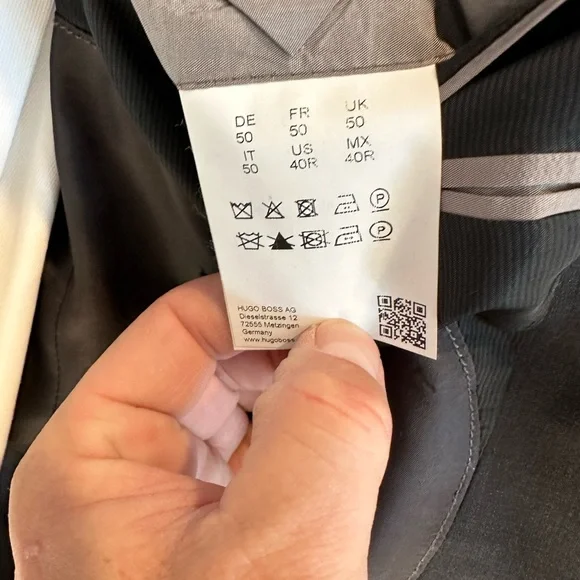 DE FR UK
50 50 50
IT US MX
50 40R 40R
P
P
HUGO BOSS AG
Dieselstrasse 12
72555 Metzingen
Germany
www.hugoboss